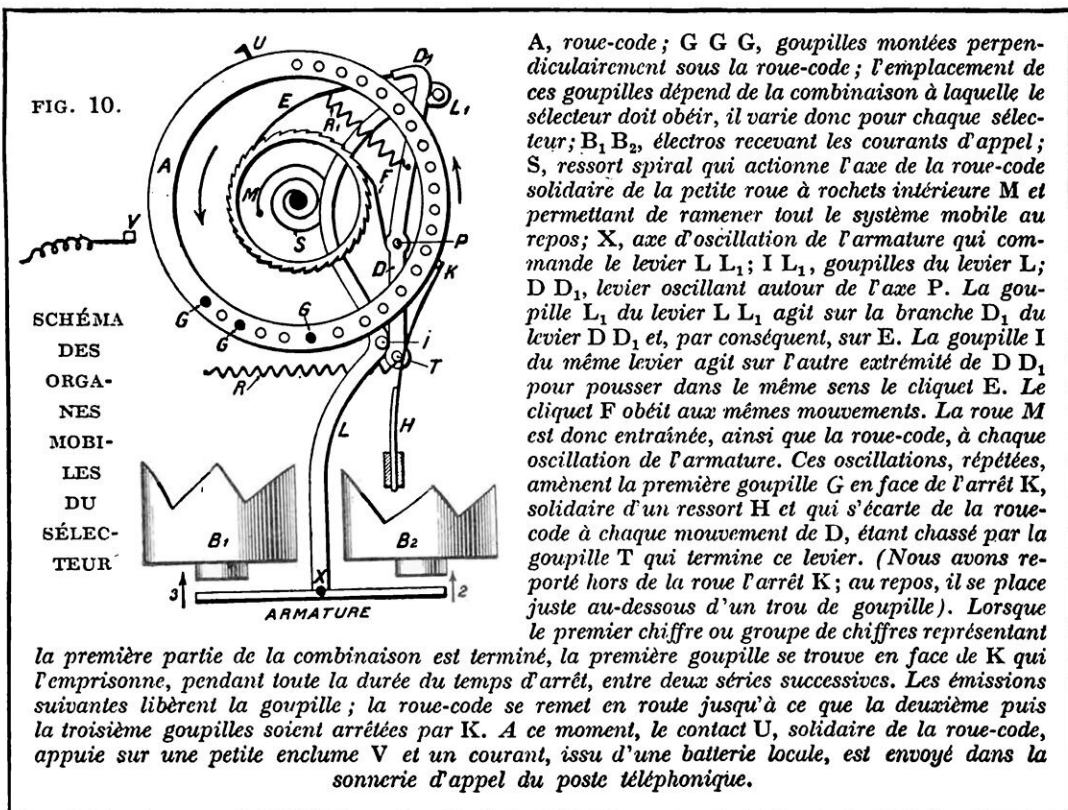 FIG. 10.
U
D1
L1
E
R1
A
F
M
V
S
P
D
K
G
G
G
i
T
R
L
H
B1
B2
X
3
2
ARMATURE
SCHÉMA
DES
ORGA-
NES
MOBI-
LES
DU
SÉLEC-
TEUR
A, roue-code; G G G, goupilles montées perpen-
diculairement sous la roue-code; l'emplacement de
ces goupilles dépend de la combinaison à laquelle le
sélecteur doit obéir, il varie donc pour chaque sélec-
teur; B1 B2, électros recevant les courants d'appel;
S, ressort spiral qui actionne l'axe de la roue-code
solidaire de la petite roue à rochets intérieure M et
permettant de ramener tout le système mobile au
repos; X, axe d'oscillation de l'armature qui com-
mande le levier L L1; I L1, goupilles du levier L;
D D1, levier oscillant autour de l'axe P. La gou-
pille L1 du levier L L1 agit sur la branche D1 du
levier D D1 et, par conséquent, sur E. La goupille I
du même levier agit sur l'autre extrémité de D D1
pour pousser dans le même sens le cliquet E. Le
cliquet F obéit aux mêmes mouvements. La roue M
est donc entraînée, ainsi que la roue-code, à chaque
oscillation de l'armature. Ces oscillations, répétées,
amènent la première goupille G en face de l'arrêt K,
solidaire d'un ressort H et qui s'écarte de la roue-
code à chaque mouvement de D, étant chassé par la
goupille T qui termine ce levier. (Nous avons re-
porté hors de la roue l'arrêt K; au repos, il se place
juste au-dessous d'un trou de goupille). Lorsque
le premier chiffre ou groupe de chiffres représentant
la première partie de la combinaison est terminé, la première goupille se trouve en face de K qui
l'emprisonne, pendant toute la durée du temps d'arrêt, entre deux séries successives. Les émissions
suivantes libèrent la goupille; la roue-code se remet en route jusqu'à ce que la deuxième puis
la troisième goupilles soient arrêtées par K. A ce moment, le contact U, solidaire de la roue-code,
appuie sur une petite enclume V et un courant, issu d'une batterie locale, est envoyé dans la
sonnerie d'appel du poste téléphonique.